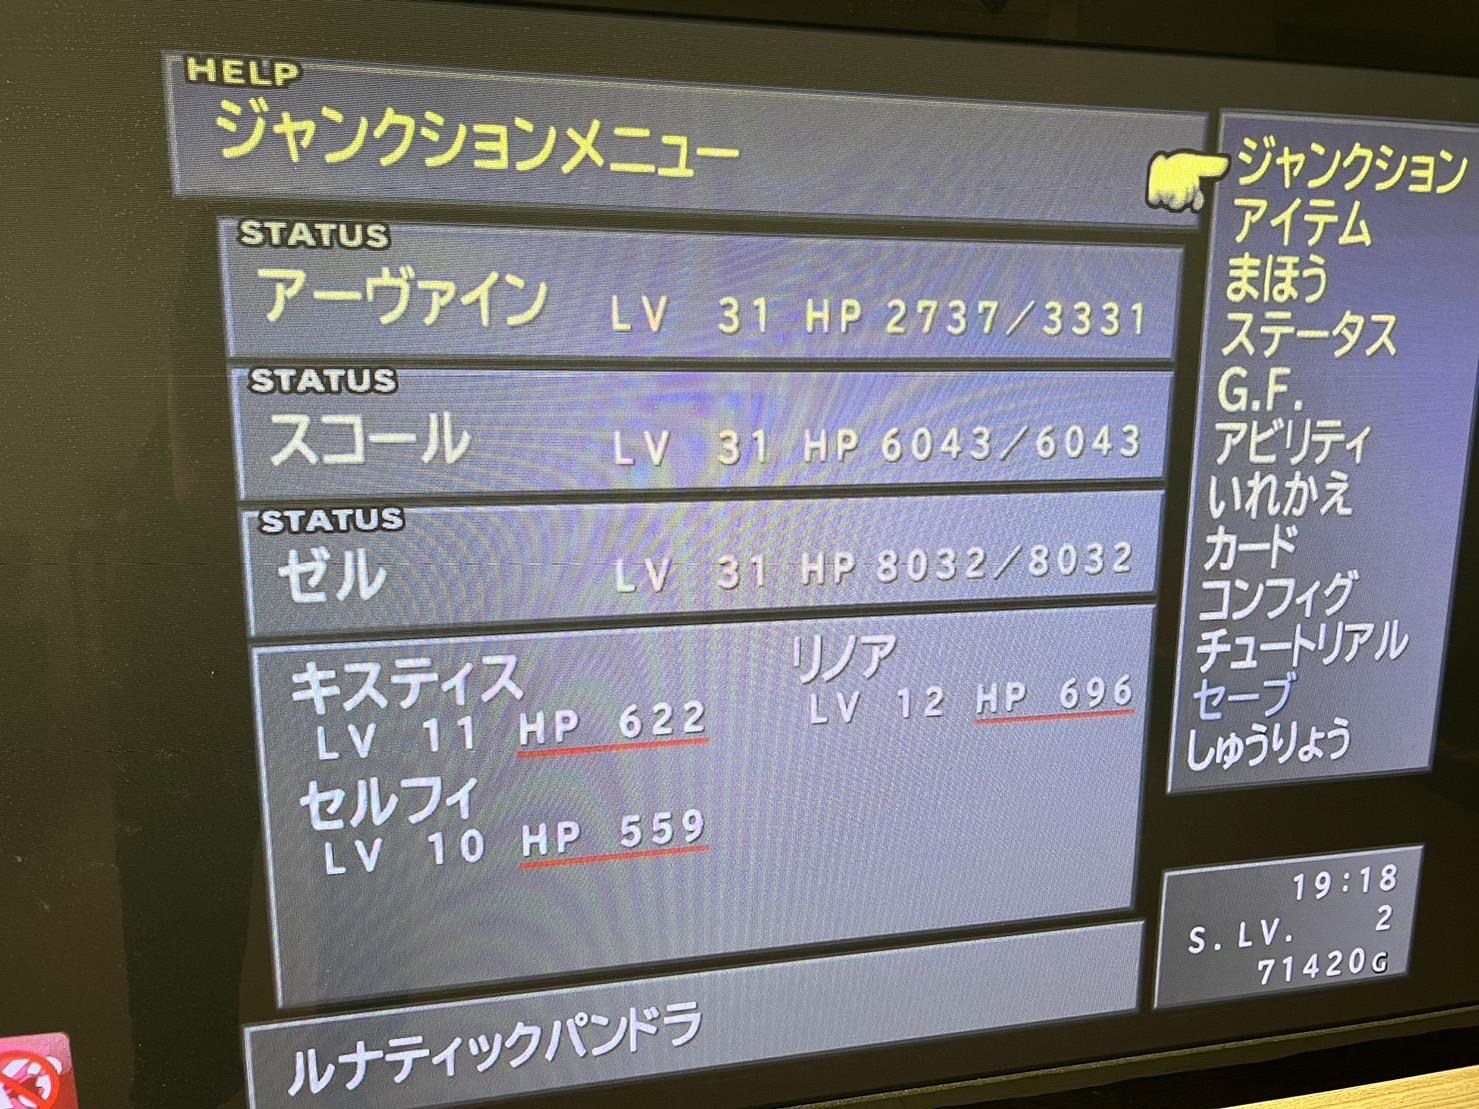 HELP
ジャンクションメニュー
STATUS
アーヴァイン LV 31 HP 2737/3331
STATUS
スコール LV 31 HP 6043/6043
STATUS
ゼル LV 31 HP 8032/8032
キスティス
LV 11 HP 622
リノア
LV 12 HP 696
セルフィ
LV 10 HP 559
ルナティックパンドラ
ジャンクション
アイテム
まほう
ステータス
G.F.
アビリティ
いれかえ
カード
コンフィグ
チュートリアル
セーブ
しゅうりょう
19:18
S.LV. 2
71420G